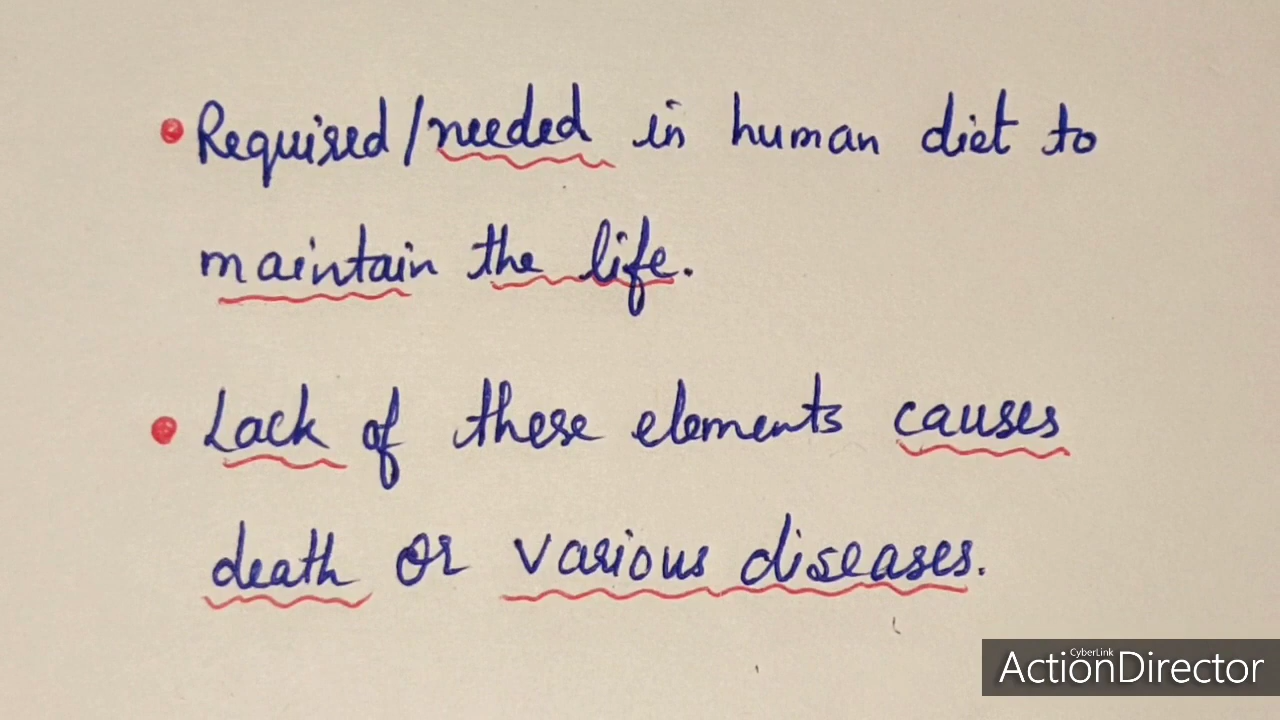 • Required/needed in human diet to
maintain the life.
• Lack of these elements causes
death or various diseases.
CyberLink
ActionDirector